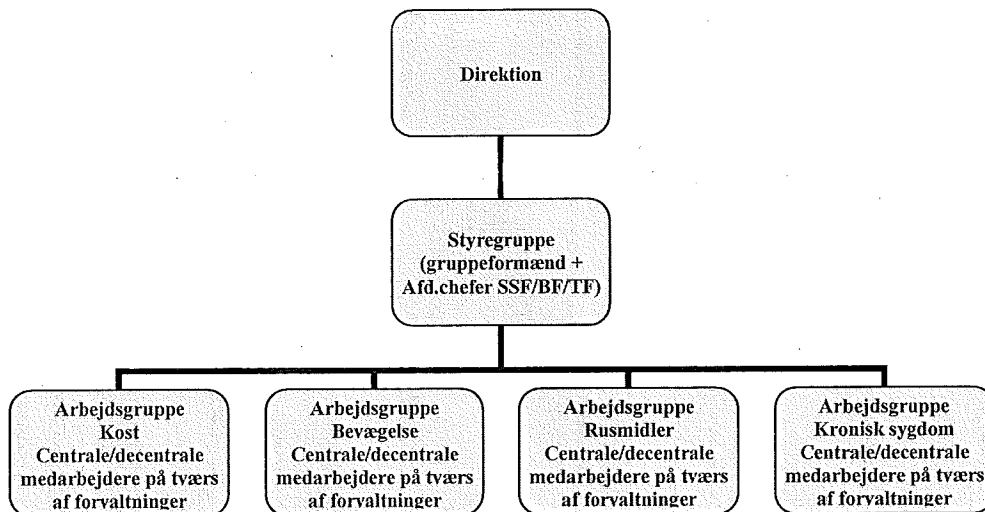 Direktion
Styregruppe
(gruppeformænd +
Afd.chefer SSF/BF/TF)
Arbejdsgruppe
Kost
Centrale/decentrale
medarbejdere på tværs
af forvaltninger
Arbejdsgruppe
Bevægelse
Centrale/decentrale
medarbejdere på tværs
af forvaltninger
Arbejdsgruppe
Rusmidler
Centrale/decentrale
medarbejdere på tværs
af forvaltninger
Arbejdsgruppe
Kronisk sygdom
Centrale/decentrale
medarbejdere på tværs
af forvaltninger